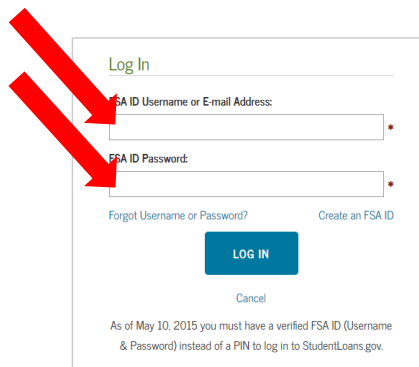 Log In
FSA ID Username or E-mail Address:
*
FSA ID Password:
*
Forgot Username or Password? Create an FSA ID
LOG IN
Cancel
As of May 10, 2015 you must have a verified FSA ID (Username
& Password) instead of a PIN to log in to StudentLoans.gov.